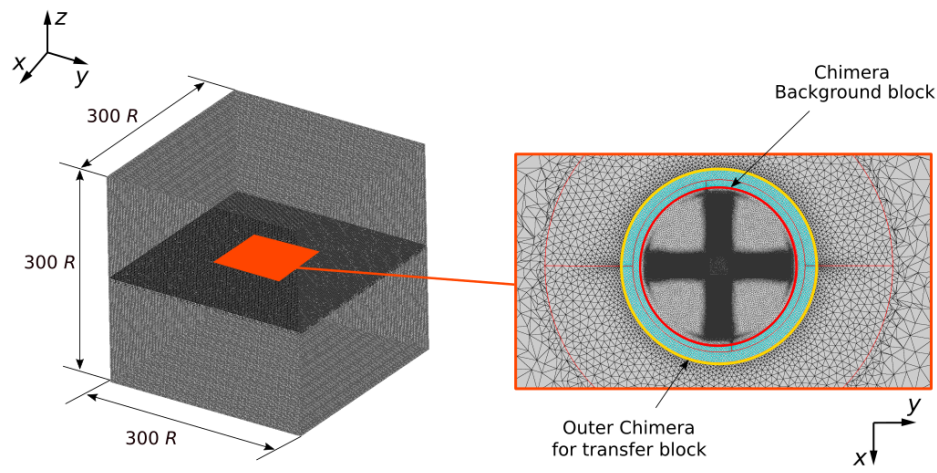 z
x
y
300 R
300 R
300 R
Chimera
Background block
Outer Chimera
for transfer block
y
x